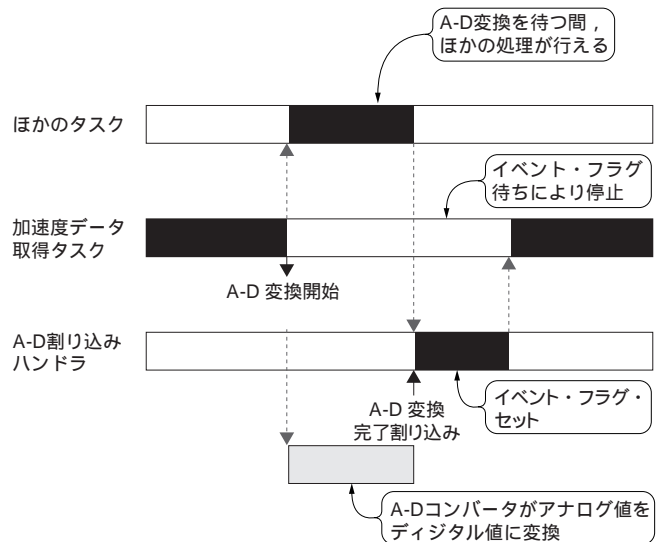 A-D変換を待つ間，
ほかの処理が行える
ほかのタスク
イベント・フラグ
待ちにより停止
加速度データ
取得タスク
A-D 変換開始
A-D割り込み
ハンドラ
A-D 変換
完了割り込み
イベント・フラグ・
セット
A-Dコンバータがアナログ値を
ディジタル値に変換